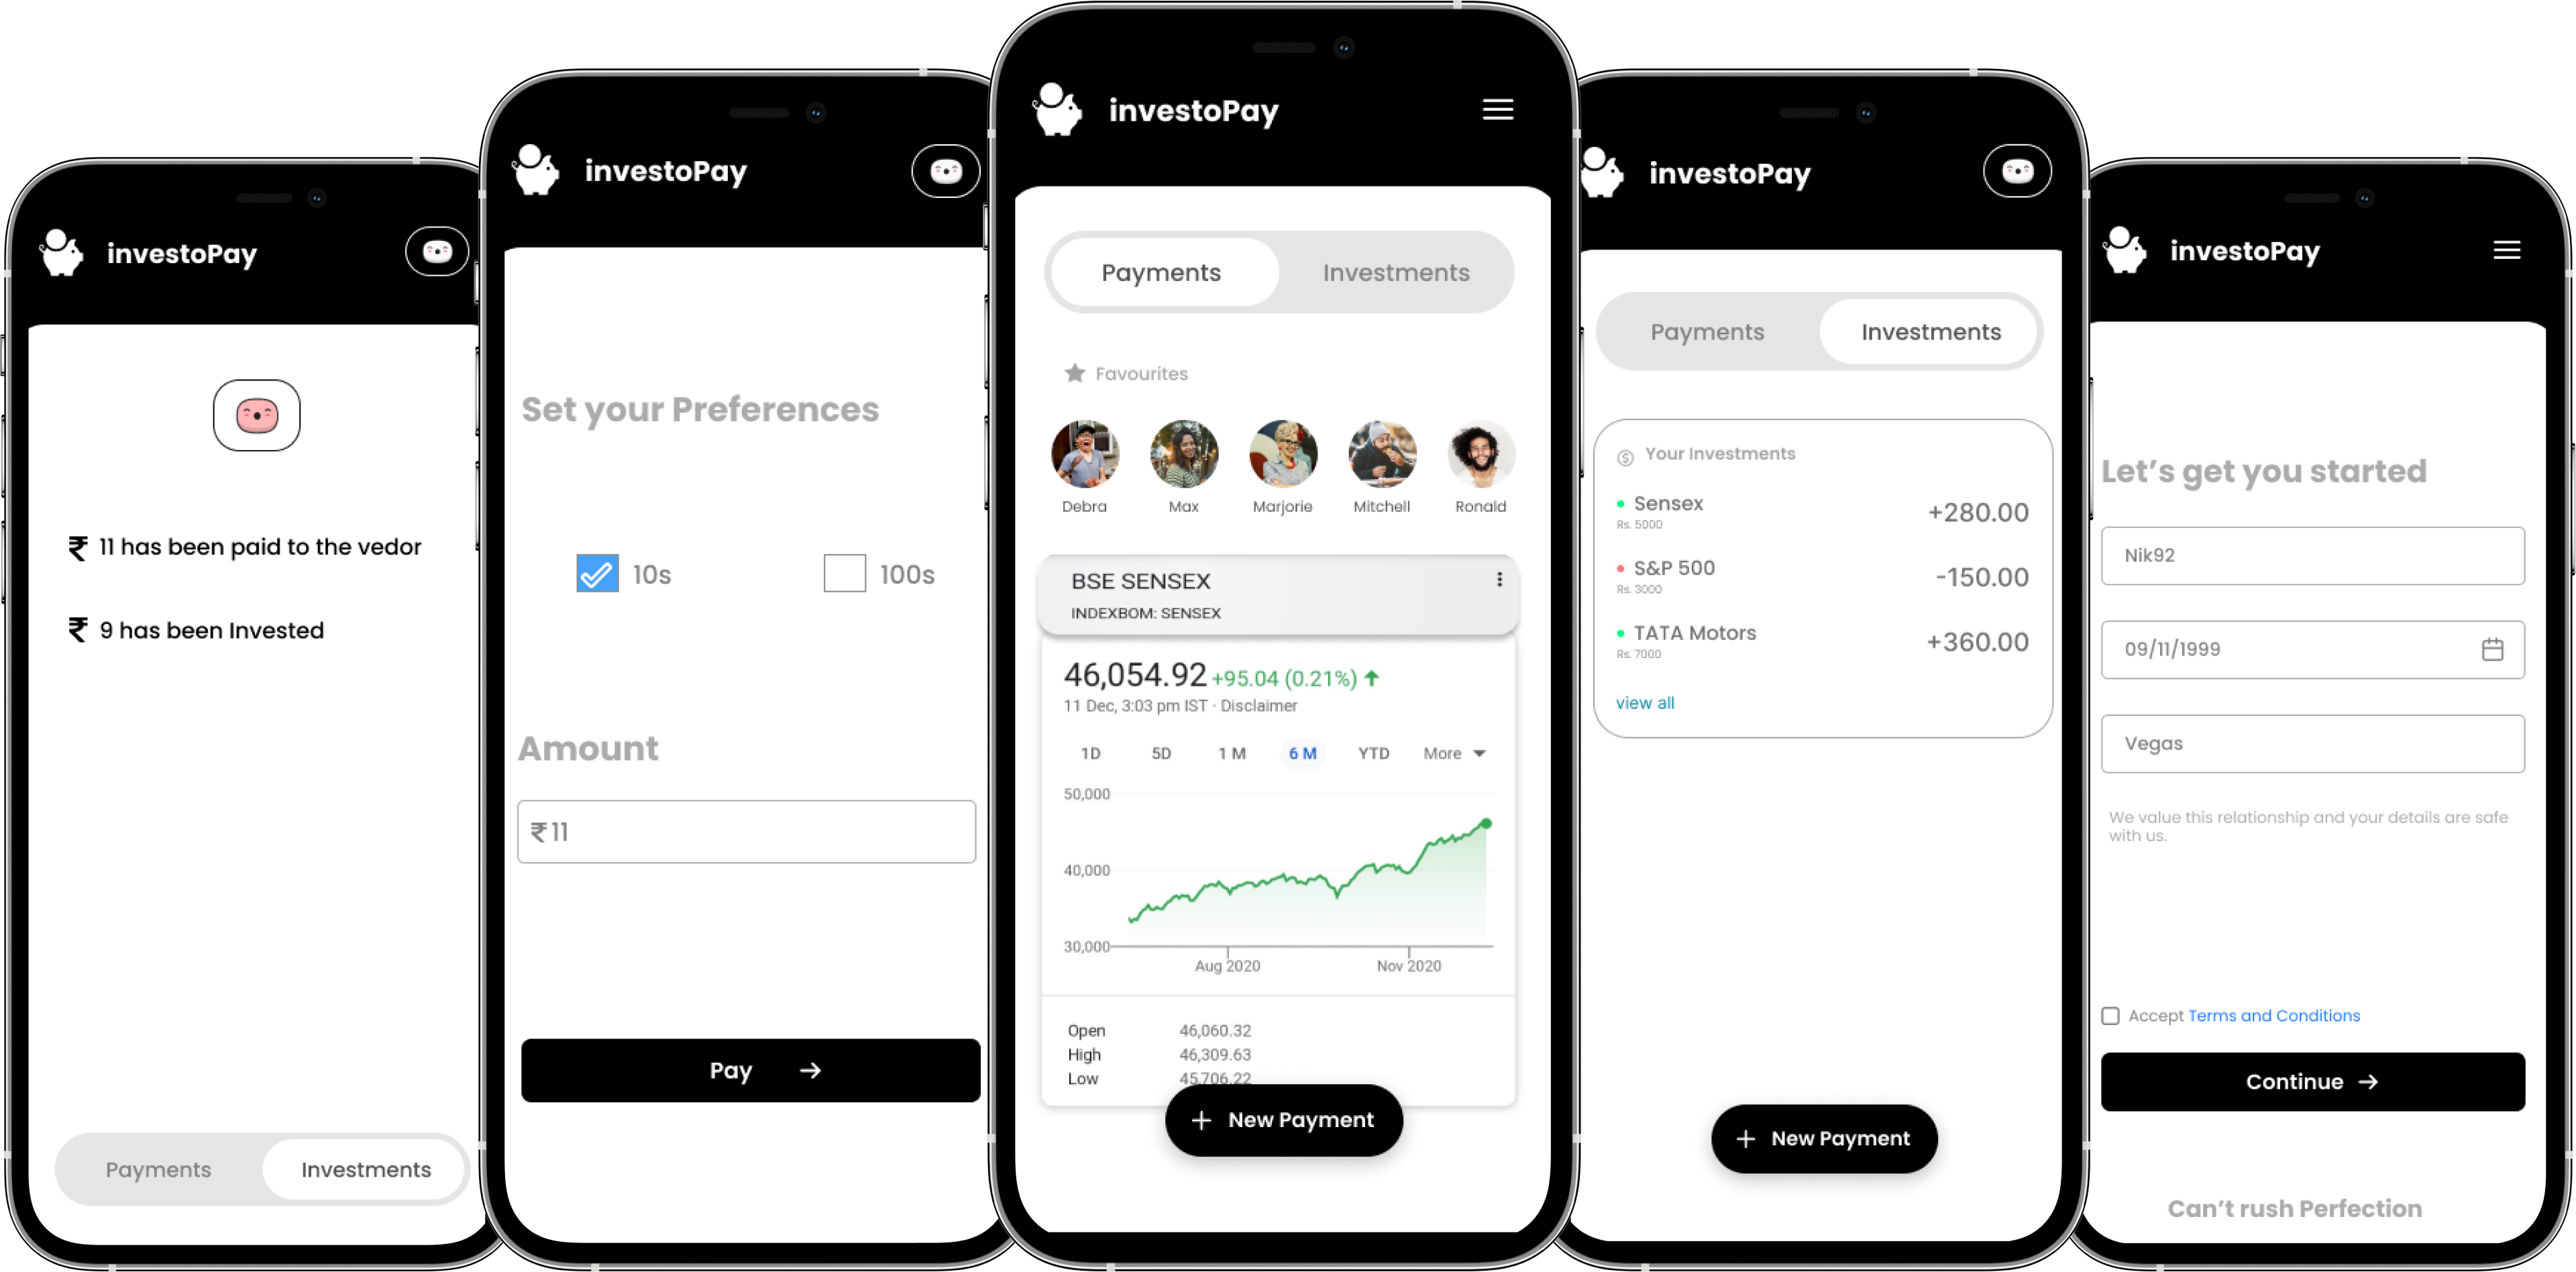 investoPay
₹ 11 has been paid to the vedor
₹ 9 has been Invested
Payments Investments
investoPay
Set your Preferences
10s 100s
Amount
₹ 11
Pay →
investoPay
Payments Investments
★ Favourites
Debra Max Marjorie Mitchell Ronald
BSE SENSEX
INDEXBOM: SENSEX
46,054.92 +95.04 (0.21%) ↑
11 Dec, 3:03 pm IST · Disclaimer
1D 5D 1 M 6 M YTD More
50,000
40,000
30,000
Aug 2020 Nov 2020
Open 46,060.32
High 46,309.63
Low 45,706.22
+ New Payment
investoPay
Payments Investments
Your Investments
Sensex +280.00
Rs. 5000
S&P 500 -150.00
Rs. 3000
TATA Motors +360.00
Rs. 7000
view all
+ New Payment
investoPay
Let's get you started
Nik92
09/11/1999
Vegas
We value this relationship and your details are safe
with us.
Accept Terms and Conditions
Continue →
Can't rush Perfection